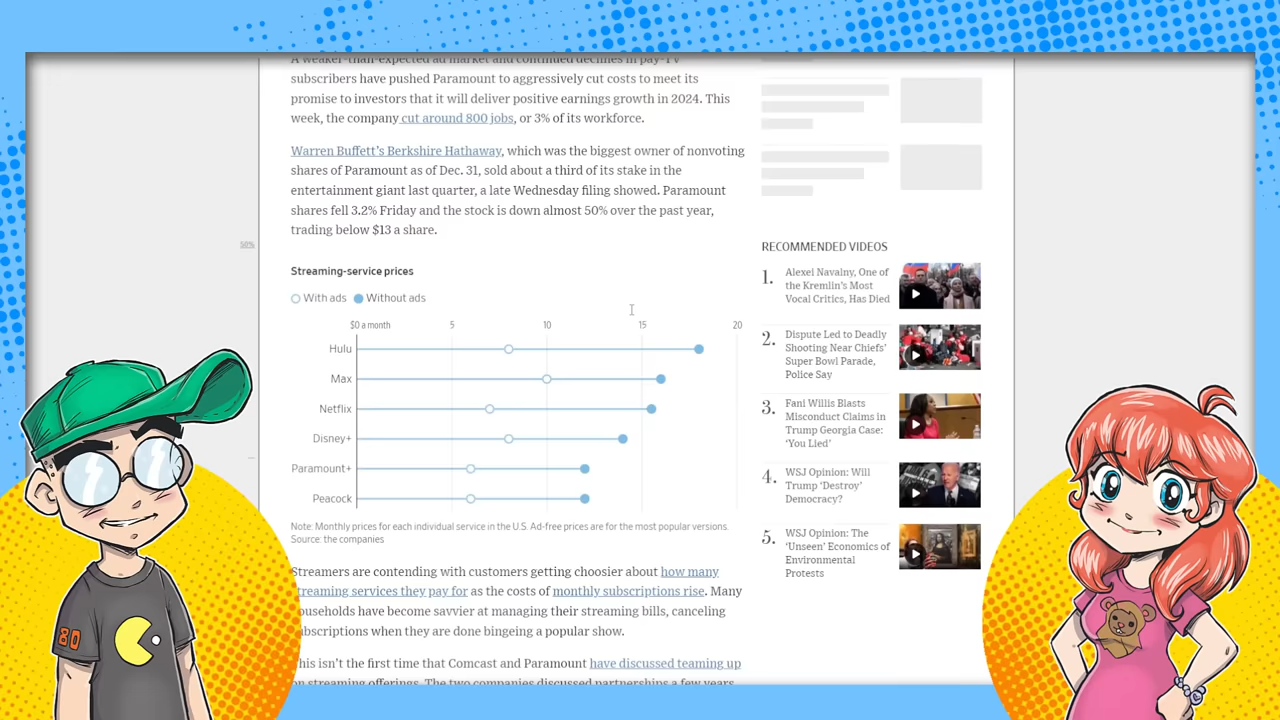 A weaker-than-expected ad market and continued declines in pay-TV
subscribers have pushed Paramount to aggressively cut costs to meet its
promise to investors that it will deliver positive earnings growth in 2024. This
week, the company cut around 800 jobs, or 3% of its workforce.
Warren Buffett's Berkshire Hathaway, which was the biggest owner of nonvoting
shares of Paramount as of Dec. 31, sold about a third of its stake in the
entertainment giant last quarter, a late Wednesday filing showed. Paramount
shares fell 3.2% Friday and the stock is down almost 50% over the past year,
trading below $13 a share.
50%
Streaming-service prices
With ads
Without ads
$0 a month 5 10 15 20
Hulu
Max
Netflix
Disney+
Paramount+
Peacock
Note: Monthly prices for each individual service in the U.S. Ad-free prices are for the most popular versions.
Source: the companies
Streamers are contending with customers getting choosier about how many
streaming services they pay for as the costs of monthly subscriptions rise. Many
households have become savvier at managing their streaming bills, canceling
subscriptions when they are done bingeing a popular show.
This isn't the first time that Comcast and Paramount have discussed teaming up
on streaming offerings. The two companies discussed partnerships a few years
RECOMMENDED VIDEOS
1. Alexei Navalny, One of
the Kremlin's Most
Vocal Critics, Has Died
2. Dispute Led to Deadly
Shooting Near Chiefs'
Super Bowl Parade,
Police Say
3. Fani Willis Blasts
Misconduct Claims in
Trump Georgia Case:
'You Lied'
4. WSJ Opinion: Will
Trump 'Destroy'
Democracy?
5. WSJ Opinion: The
'Unseen' Economics of
Environmental
Protests
80